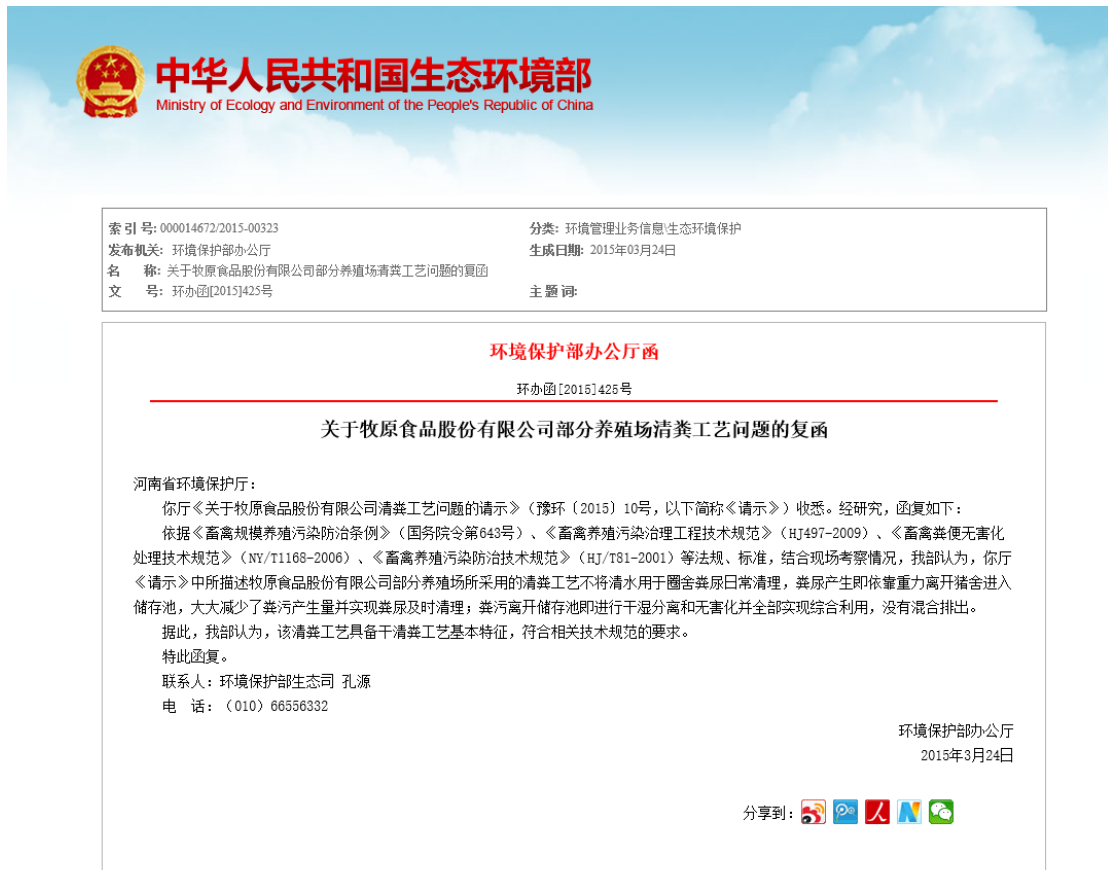 中华人民共和国生态环境部
Ministry of Ecology and Environment of the People's Republic of China
索 引 号: 000014672/2015-00323 分类: 环境管理业务信息\生态环境保护
发布机关: 环境保护部办公厅 生成日期: 2015年03月24日
名 称: 关于牧原食品股份有限公司部分养殖场清粪工艺问题的复函
文 号: 环办函[2015]425号 主 题 词:
环境保护部办公厅函
环办函[2015]425号
关于牧原食品股份有限公司部分养殖场清粪工艺问题的复函
河南省环境保护厅:
你厅《关于牧原食品股份有限公司清粪工艺问题的请示》(豫环〔2015〕10号,以下简称《请示》)收悉。经研究,函复如下:
依据《畜禽规模养殖污染防治条例》(国务院令第643号)、《畜禽养殖污染治理工程技术规范》(HJ497-2009)、《畜禽粪便无害化
处理技术规范》(NY/T1168-2006)、《畜禽养殖污染防治技术规范》(HJ/T81-2001)等法规、标准,结合现场考察情况,我部认为,你厅
《请示》中所描述牧原食品股份有限公司部分养殖场所采用的清粪工艺不将清水用于圈舍粪尿日常清理,粪尿产生即依靠重力离开猪舍进入
储存池,大大减少了粪污产生量并实现粪尿及时清理;粪污离开储存池即进行干湿分离和无害化并全部实现综合利用,没有混合排出。
据此,我部认为,该清粪工艺具备干清粪工艺基本特征,符合相关技术规范的要求。
特此函复。
联系人:环境保护部生态司 孔源
电 话:(010)66556332
环境保护部办公厅
2015年3月24日
分享到: